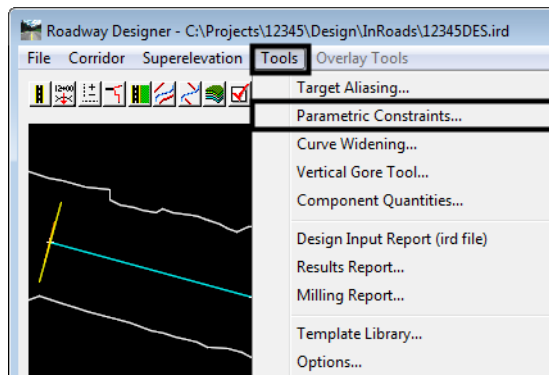 Roadway Designer - C:\Projects\12345\Design\InRoads\12345DES.ird
File Corridor Superelevation Tools Overlay Tools
Target Aliasing...
Parametric Constraints...
Curve Widening...
Vertical Gore Tool...
Component Quantities...
Design Input Report (ird file)
Results Report...
Milling Report...
Template Library...
Options...